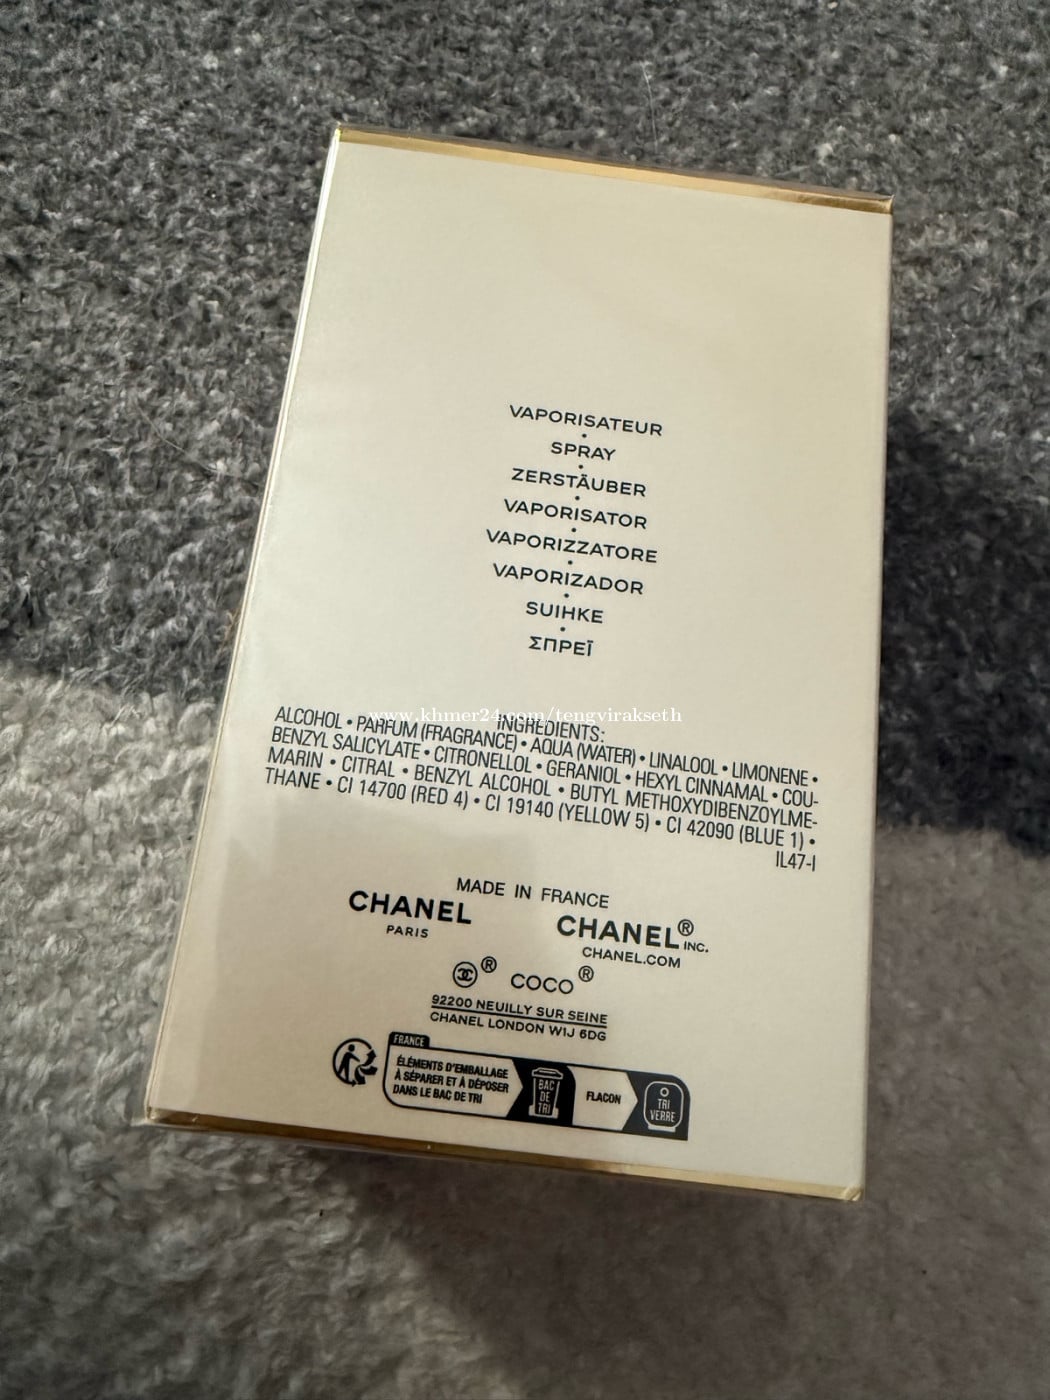 VAPORISATEUR
•
SPRAY
•
ZERSTÄUBER
•
VAPORISATOR
•
VAPORIZZATORE
•
VAPORIZADOR
•
SUIHKE
•
ΣΠΡΕΪ
www.khmer24.com/tengvirakseth
INGREDIENTS:
ALCOHOL • PARFUM (FRAGRANCE) • AQUA (WATER) • LINALOOL • LIMONENE •
BENZYL SALICYLATE • CITRONELLOL • GERANIOL • HEXYL CINNAMAL • COU-
MARIN • CITRAL • BENZYL ALCOHOL • BUTYL METHOXYDIBENZOYLME-
THANE • CI 14700 (RED 4) • CI 19140 (YELLOW 5) • CI 42090 (BLUE 1) •
IL47-I
MADE IN FRANCE
CHANEL
PARIS
CHANEL® INC.
CHANEL.COM
® COCO®
92200 NEUILLY SUR SEINE
CHANEL LONDON W1J 6DG
FRANCE
ÉLÉMENTS D'EMBALLAGE
À SÉPARER ET À DÉPOSER
DANS LE BAC DE TRI
BAC
DE
TRI
FLACON
TRI
VERRE